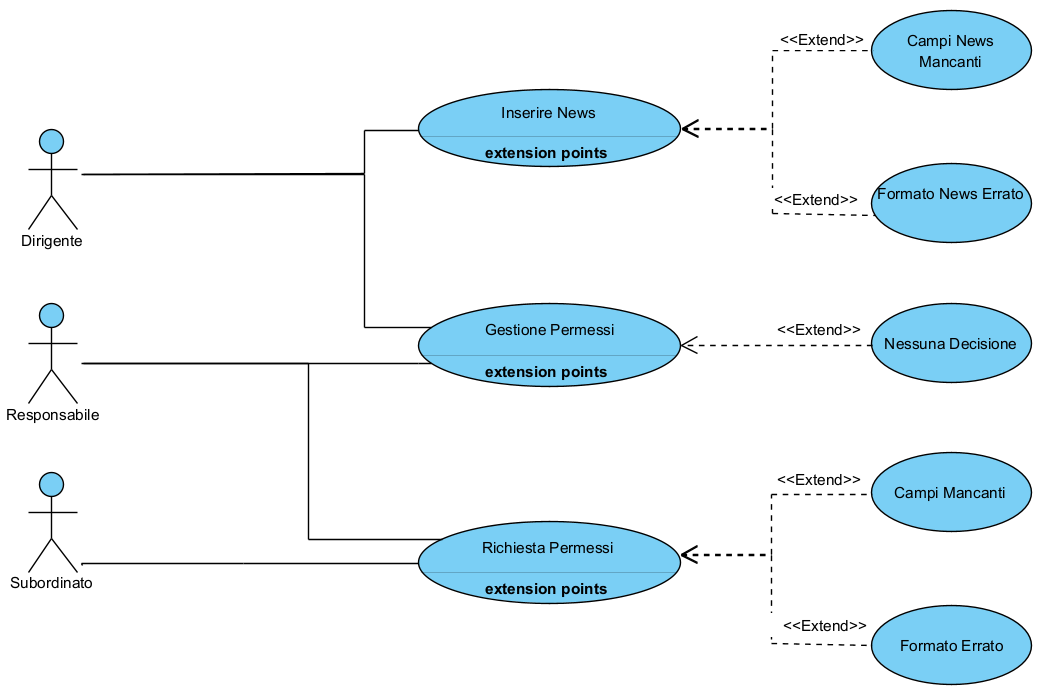 <<Extend>>
Campi News
Mancanti
Inserire News
extension points
<<Extend>>
Formato News Errato
Dirigente
Gestione Permessi
extension points
<<Extend>>
Nessuna Decisione
Responsabile
<<Extend>>
Campi Mancanti
Richiesta Permessi
extension points
Subordinato
<<Extend>>
Formato Errato